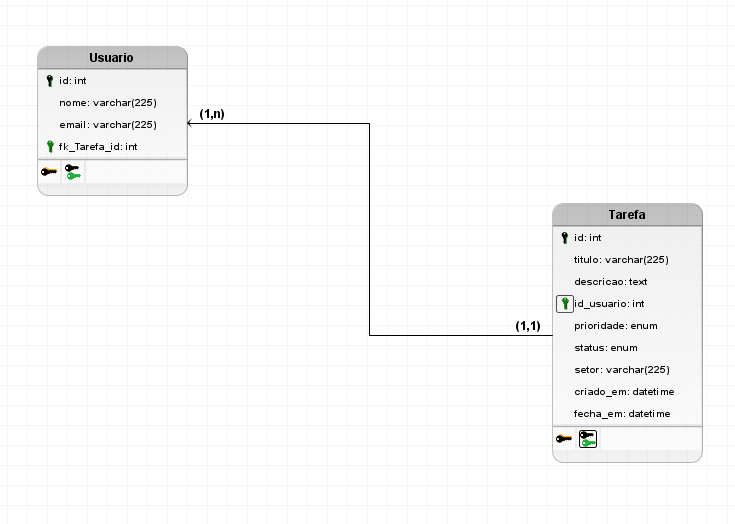 Usuario
id: int
nome: varchar(225)
email: varchar(225)
fk_Tarefa_id: int
(1,n)
(1,1)
Tarefa
id: int
titulo: varchar(225)
descricao: text
id_usuario: int
prioridade: enum
status: enum
setor: varchar(225)
criado_em: datetime
fecha_em: datetime